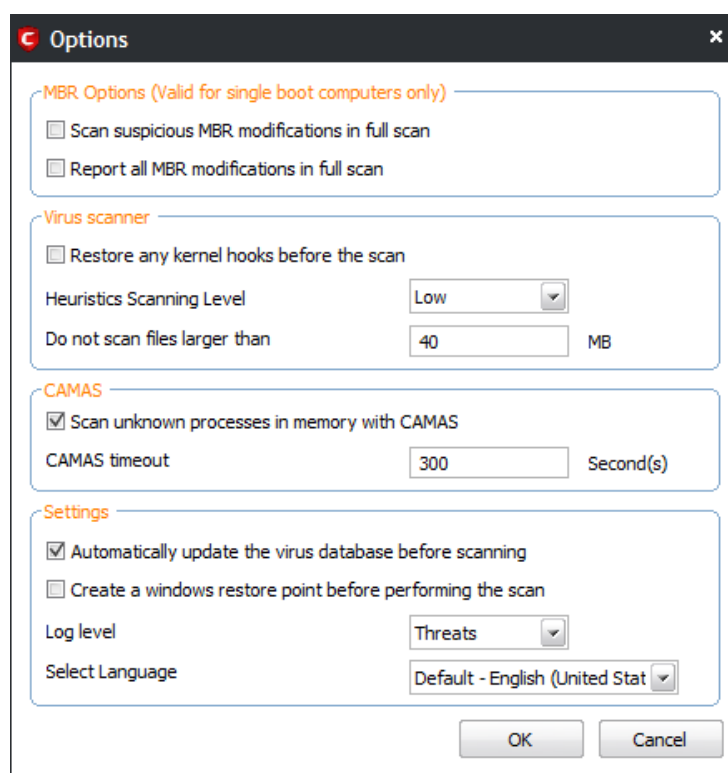 Options
MBR Options (Valid for single boot computers only)
Scan suspicious MBR modifications in full scan
Report all MBR modifications in full scan
Virus scanner
Restore any kernel hooks before the scan
Heuristics Scanning Level Low
Do not scan files larger than 40 MB
CAMAS
Scan unknown processes in memory with CAMAS
CAMAS timeout 300 Second(s)
Settings
Automatically update the virus database before scanning
Create a windows restore point before performing the scan
Log level Threats
Select Language Default - English (United Stat
OK Cancel